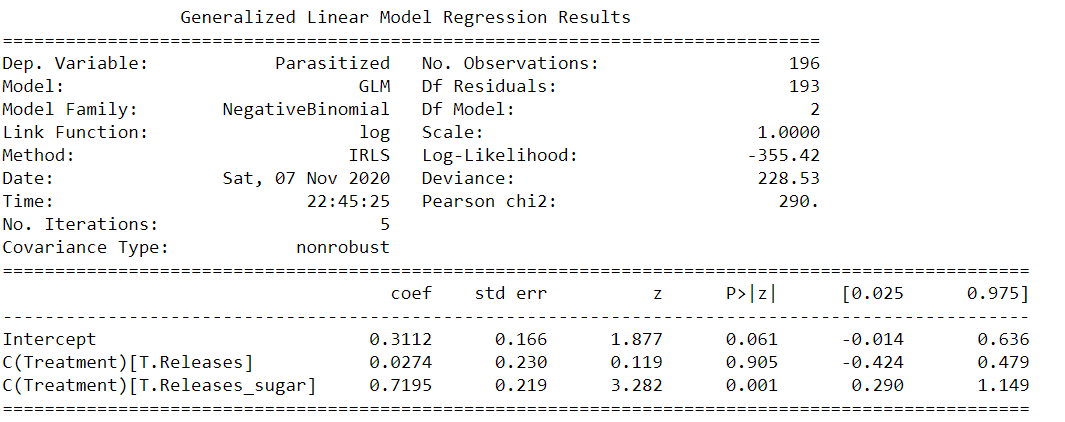 Generalized Linear Model Regression Results
==============================================================================
Dep. Variable: Parasitized No. Observations: 196
Model: GLM Df Residuals: 193
Model Family: NegativeBinomial Df Model: 2
Link Function: log Scale: 1.0000
Method: IRLS Log-Likelihood: -355.42
Date: Sat, 07 Nov 2020 Deviance: 228.53
Time: 22:45:25 Pearson chi2: 290.
No. Iterations: 5
Covariance Type: nonrobust
==================================================================================================
coef std err z P>|z| [0.025 0.975]
--------------------------------------------------------------------------------------------------
Intercept 0.3112 0.166 1.877 0.061 -0.014 0.636
C(Treatment)[T.Releases] 0.0274 0.230 0.119 0.905 -0.424 0.479
C(Treatment)[T.Releases_sugar] 0.7195 0.219 3.282 0.001 0.290 1.149
==================================================================================================